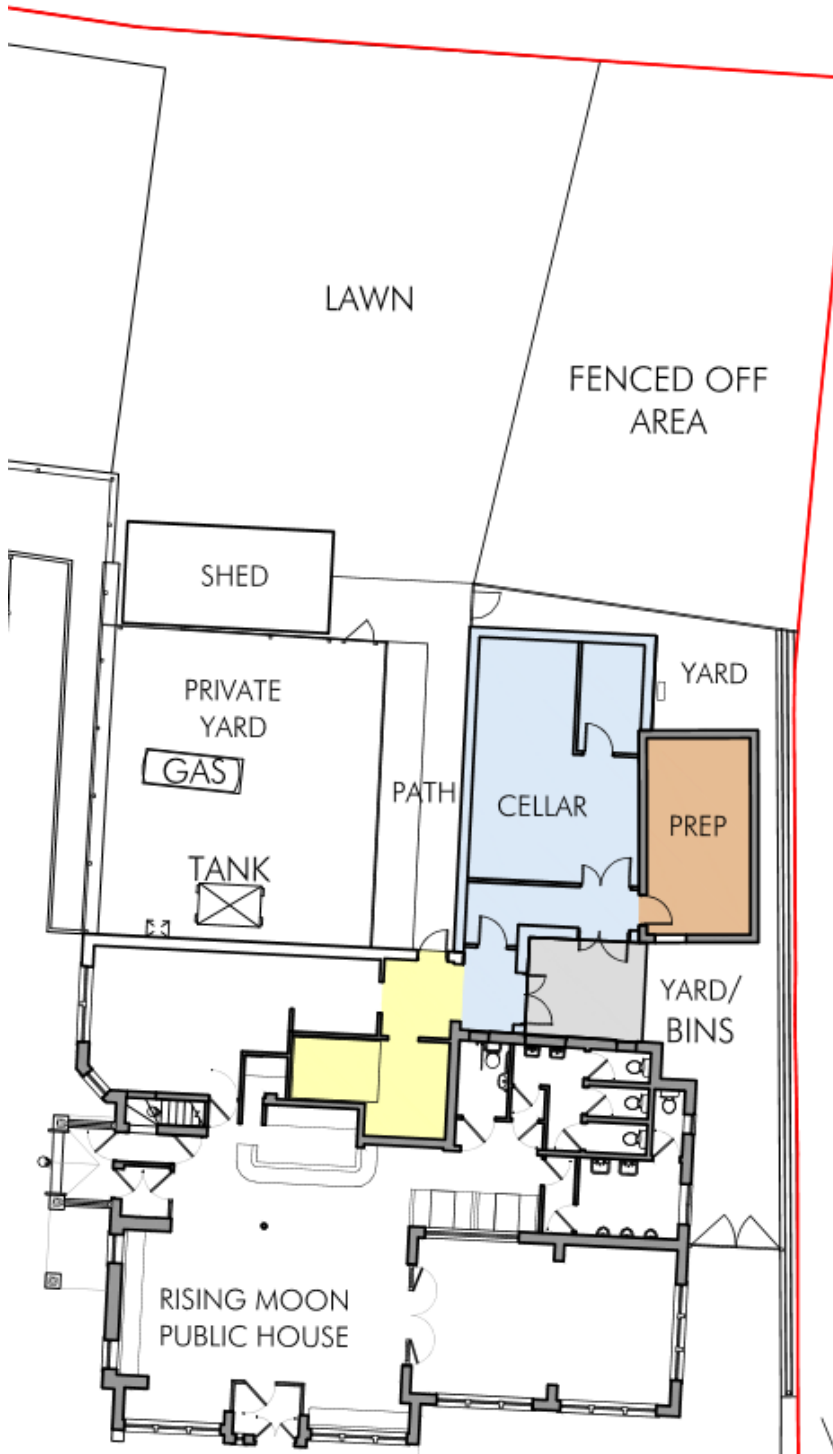 LAWN
FENCED OFF
AREA
SHED
YARD
PRIVATE
YARD
GAS
PATH
CELLAR
PREP
TANK
YARD/
BINS
RISING MOON
PUBLIC HOUSE